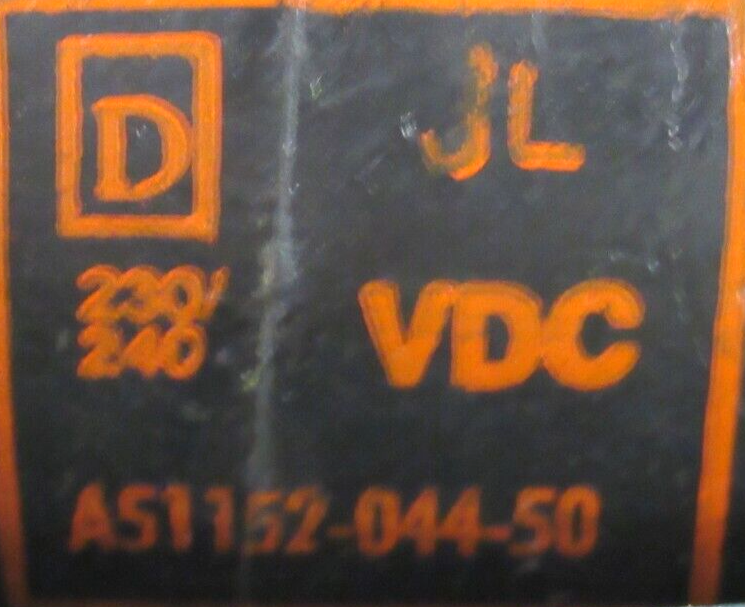 D
JL
230/
240
VDC
AS1152-044-50